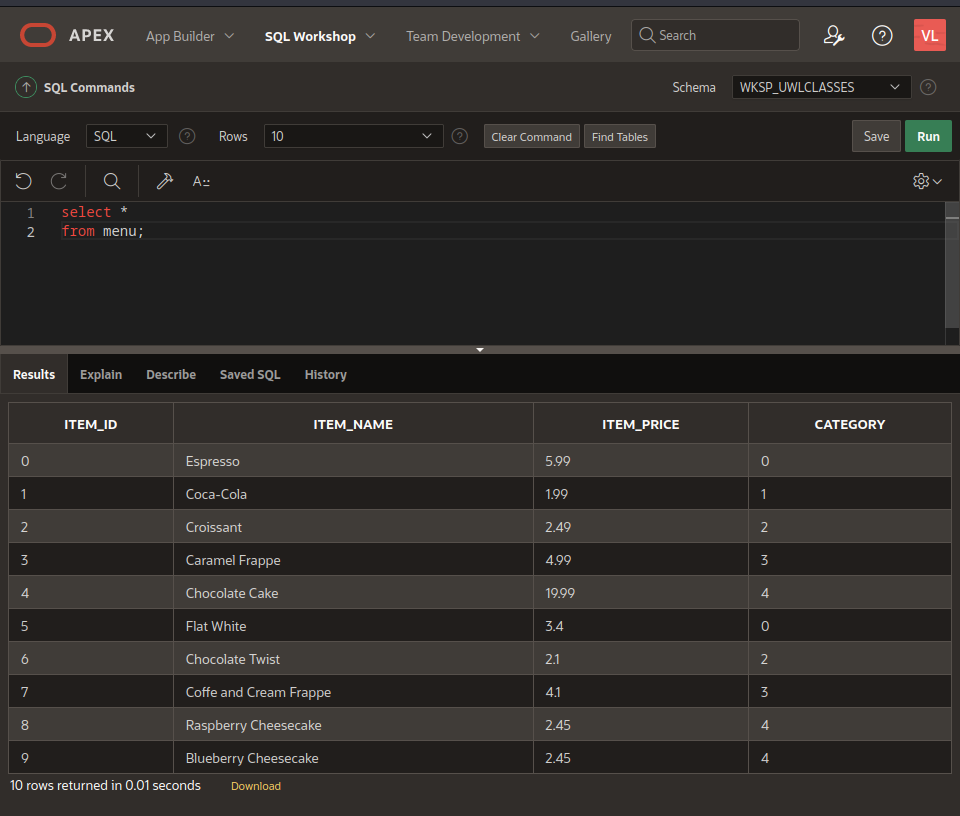 APEX App Builder SQL Workshop Team Development Gallery Search VL
SQL Commands Schema WKSP_UWLCLASSES
Language SQL Rows 10 Clear Command Find Tables Save Run
A
1 select *
2 from menu;
Results Explain Describe Saved SQL History
ITEM_ID ITEM_NAME ITEM_PRICE CATEGORY
0 Espresso 5.99 0
1 Coca-Cola 1.99 1
2 Croissant 2.49 2
3 Caramel Frappe 4.99 3
4 Chocolate Cake 19.99 4
5 Flat White 3.4 0
6 Chocolate Twist 2.1 2
7 Coffe and Cream Frappe 4.1 3
8 Raspberry Cheesecake 2.45 4
9 Blueberry Cheesecake 2.45 4
10 rows returned in 0.01 seconds Download